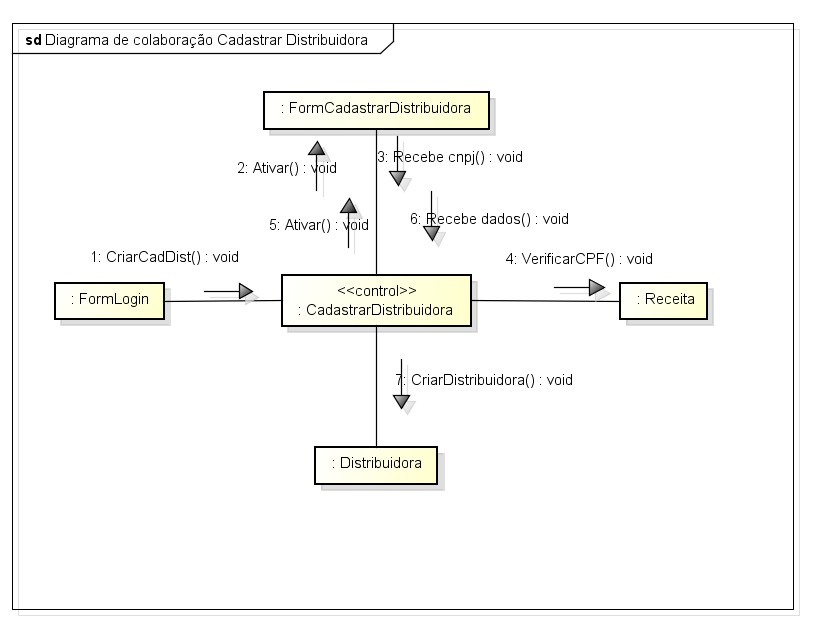 sd Diagrama de colaboração Cadastrar Distribuidora
: FormCadastrarDistribuidora
3: Recebe cnpj() : void
2: Ativar() : void
6: Recebe dados() : void
5: Ativar() : void
1: CriarCadDist() : void
4: VerificarCPF() : void
: FormLogin
<<control>>
: CadastrarDistribuidora
: Receita
7: CriarDistribuidora() : void
: Distribuidora